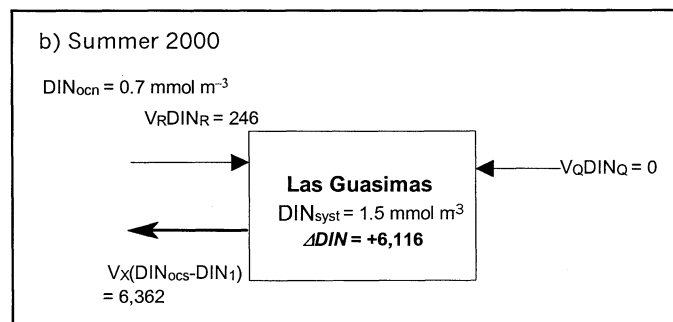 b) Summer 2000
DINocn = 0.7 mmol m⁻³
VRDINR = 246
VQDINQ = 0
Las Guasimas
DINsyst = 1.5 mmol m³
ΔDIN = +6,116
VX(DINocs-DIN1)
= 6,362